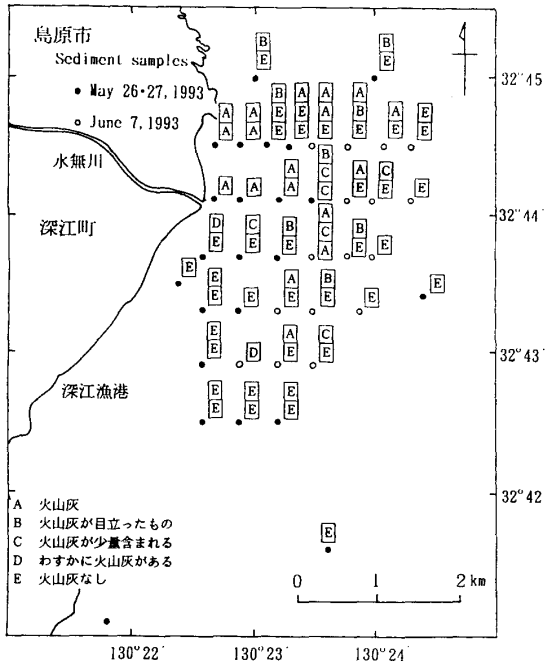 島原市
Sediment samples
• May 26・27, 1993
○ June 7, 1993
水無川
深江町
深江漁港
B
E
B
E
A
A
A
A
B
E
E
A
E
E
A
A
E
E
A
B
E
A
E
E
E
A
A
A
A
B
C
C
A
C
A
A
E
C
E
E
D
E
C
E
B
E
B
E
E
E
E
E
E
A
E
B
E
E
E
E
E
D
A
E
C
E
E
E
E
E
E
E
E
A 火山灰
B 火山灰が目立ったもの
C 火山灰が少量含まれる
D わずかに火山灰がある
E 火山灰なし
0 1 2 km
32°45
32°44
32°43
32°42
130°22
130°23
130°24